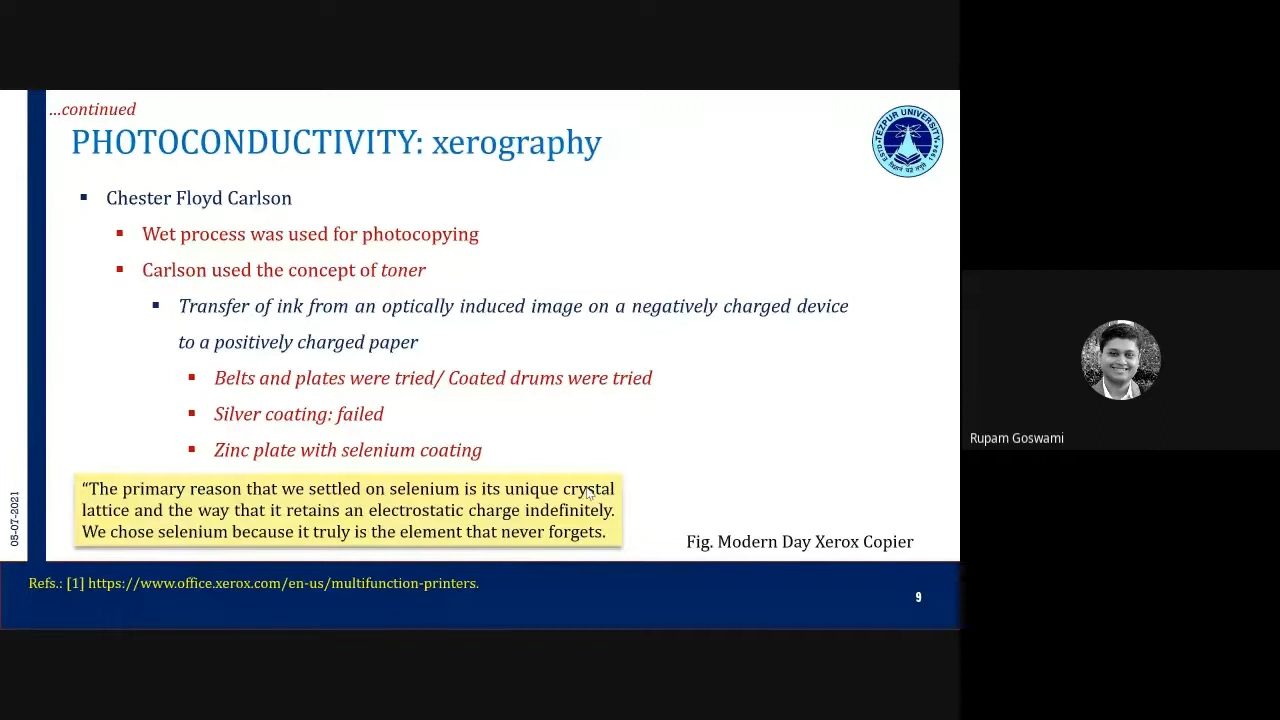 ...continued
PHOTOCONDUCTIVITY: xerography
TEZPUR UNIVERSITY
Chester Floyd Carlson
Wet process was used for photocopying
Carlson used the concept of toner
Transfer of ink from an optically induced image on a negatively charged device
to a positively charged paper
Belts and plates were tried/ Coated drums were tried
Silver coating: failed
Zinc plate with selenium coating
“The primary reason that we settled on selenium is its unique crystal
lattice and the way that it retains an electrostatic charge indefinitely.
We chose selenium because it truly is the element that never forgets.
Fig. Modern Day Xerox Copier
08-07-2021
Refs.: [1] https://www.office.xerox.com/en-us/multifunction-printers.
9
Rupam Goswami